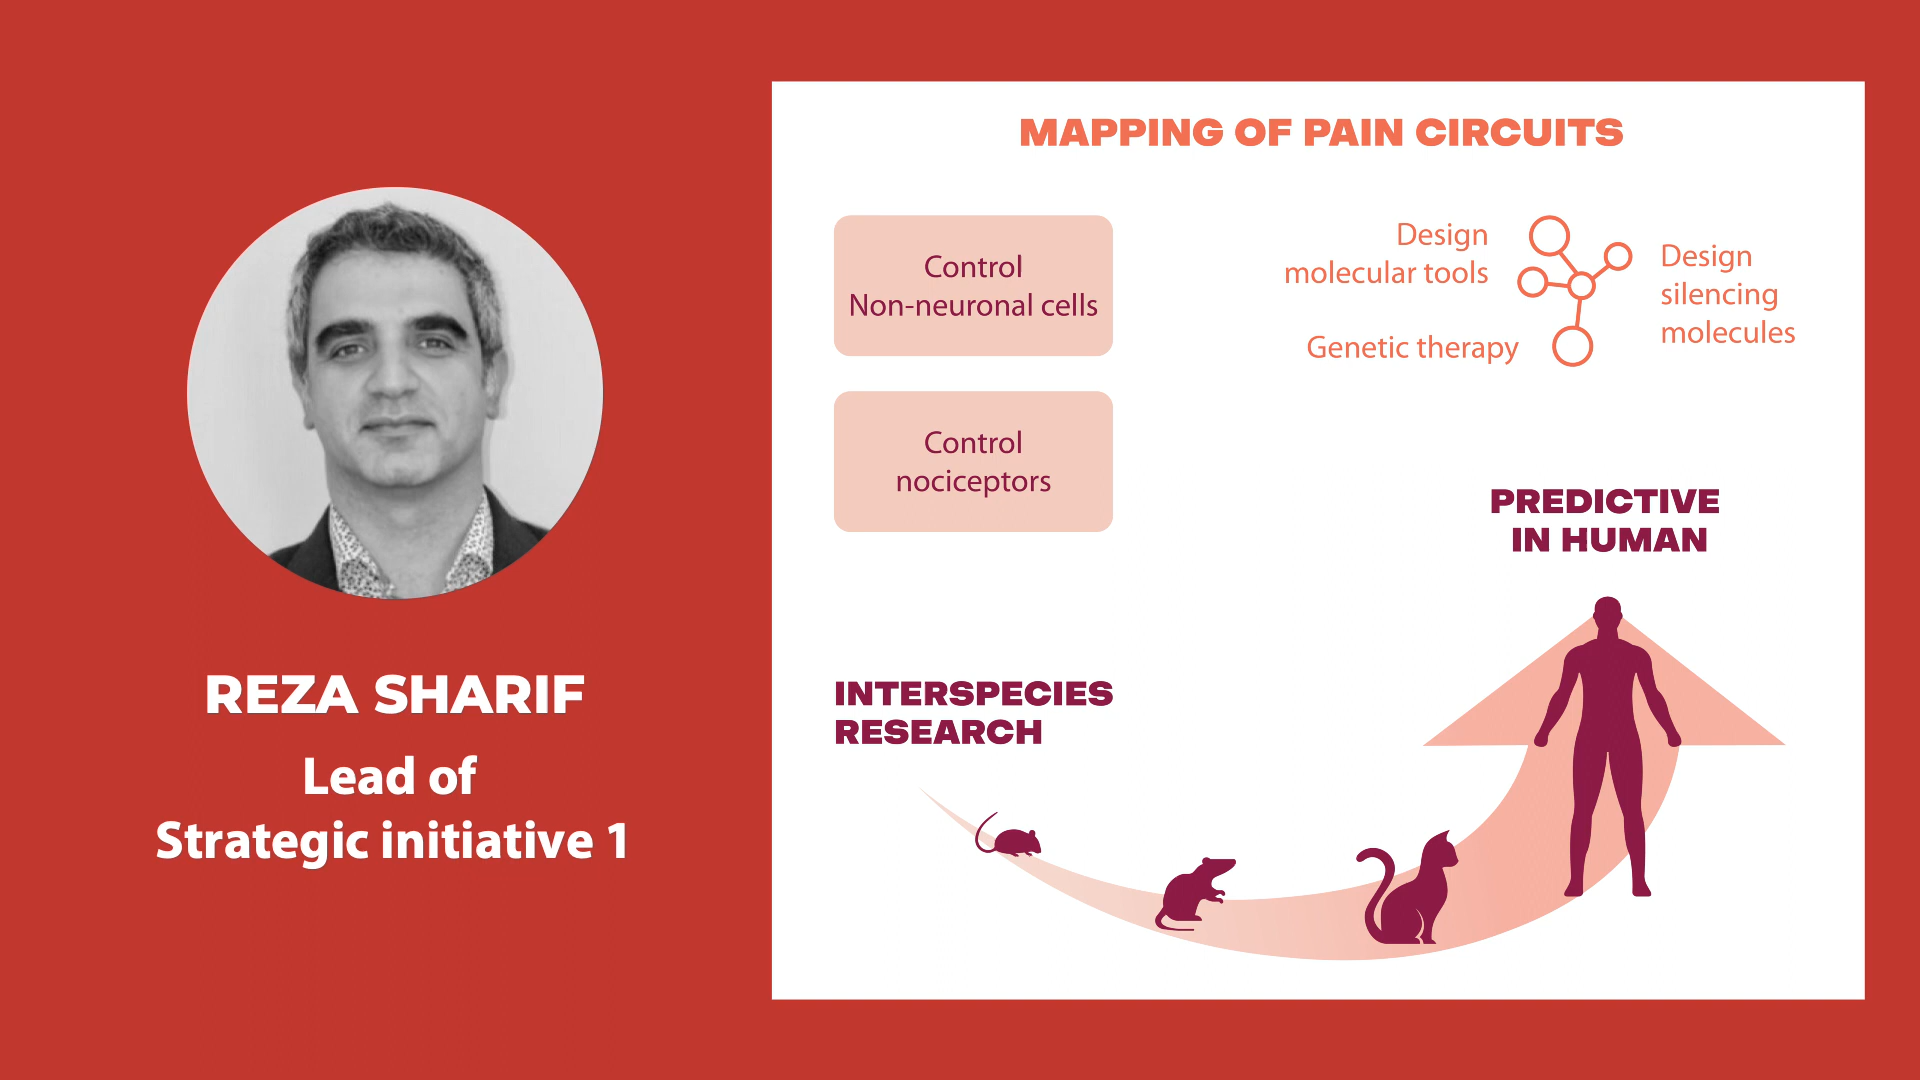 REZA SHARIF
Lead of
Strategic initiative 1
MAPPING OF PAIN CIRCUITS
Control
Non-neuronal cells
Control
nociceptors
Design
molecular tools
Genetic therapy
Design
silencing
molecules
PREDICTIVE
IN HUMAN
INTERSPECIES
RESEARCH